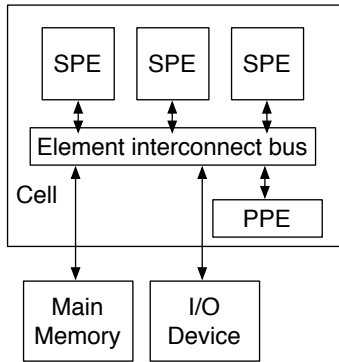 SPE SPE SPE
Element interconnect bus
Cell
PPE
Main
Memory
I/O
Device